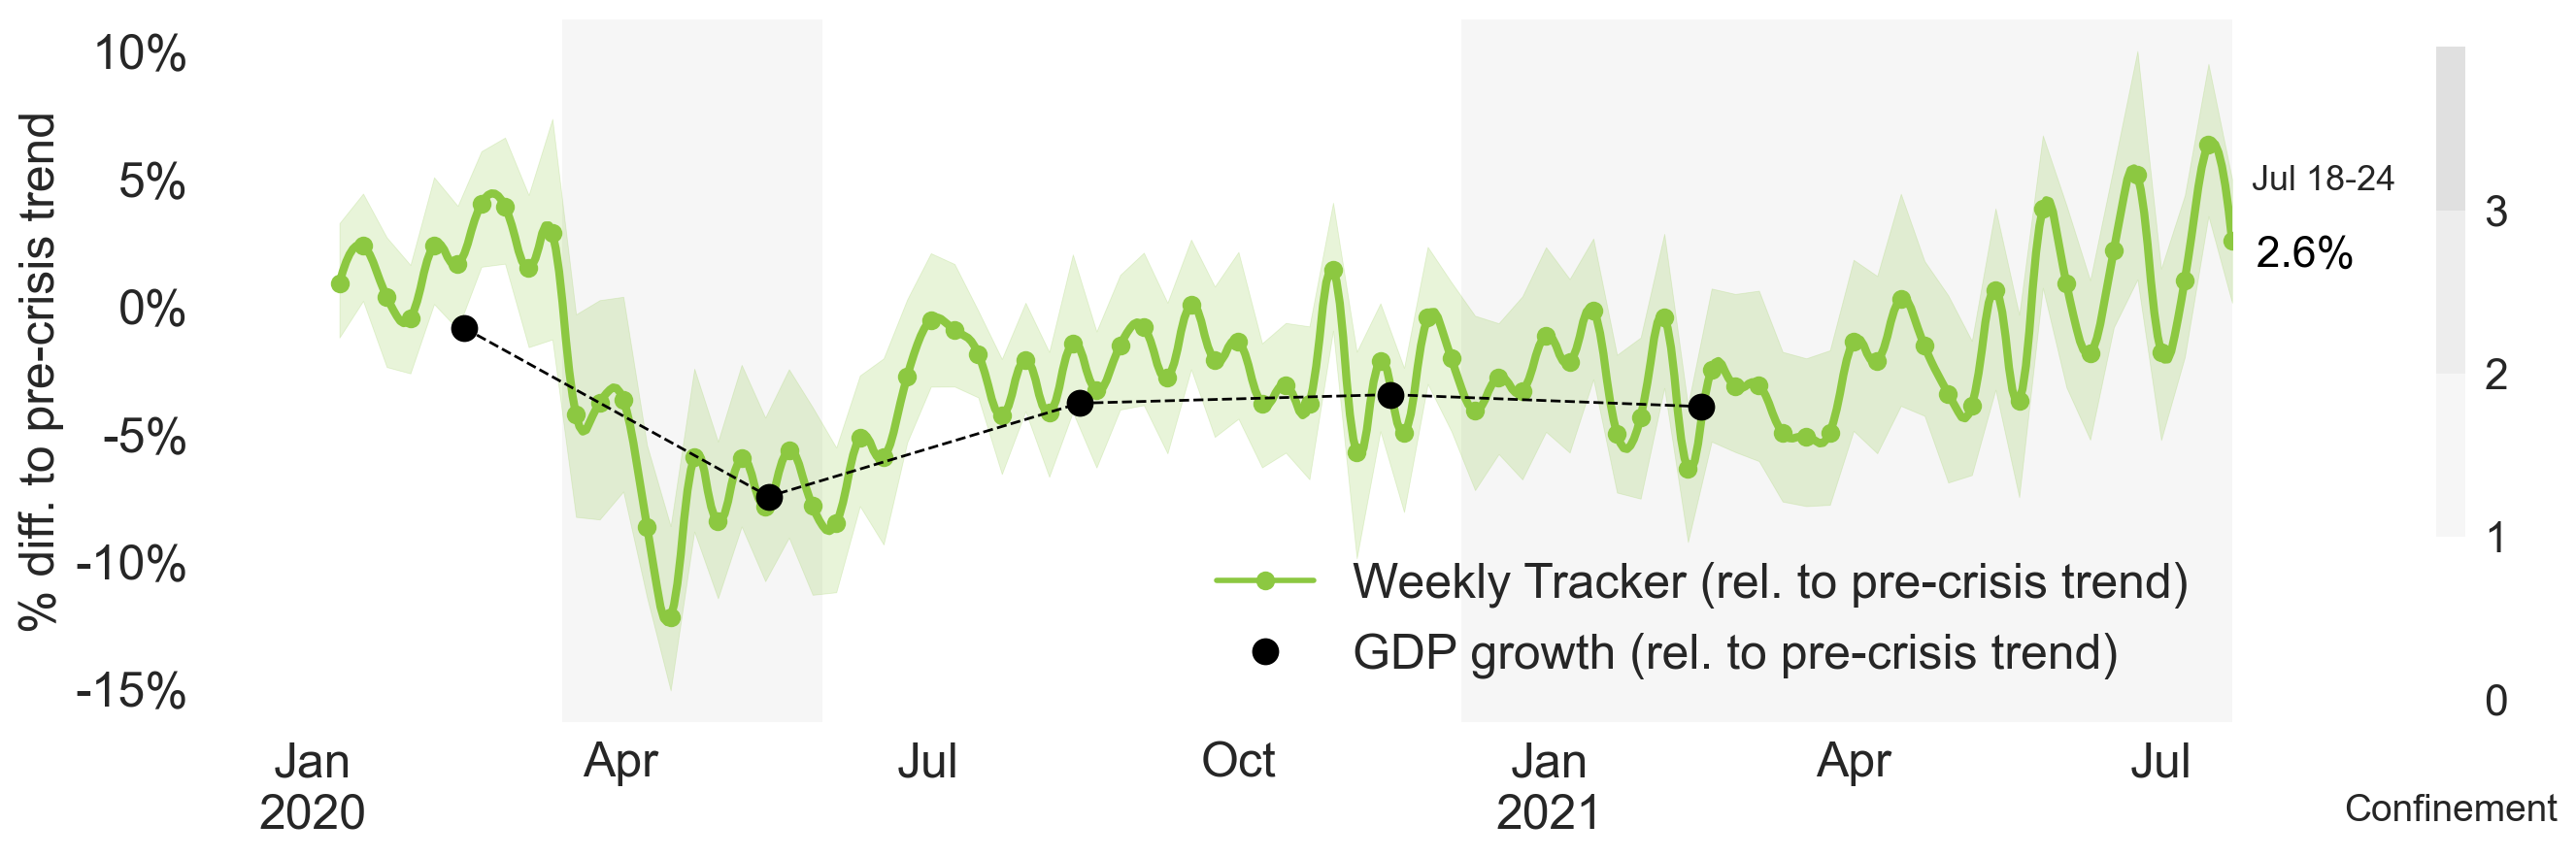 % diff. to pre-crisis trend
10%
5%
0%
-5%
-10%
-15%
Jan
2020
Apr
Jul
Oct
Jan
2021
Apr
Jul
Weekly Tracker (rel. to pre-crisis trend)
GDP growth (rel. to pre-crisis trend)
Jul 18-24
2.6%
3
2
1
0
Confinement